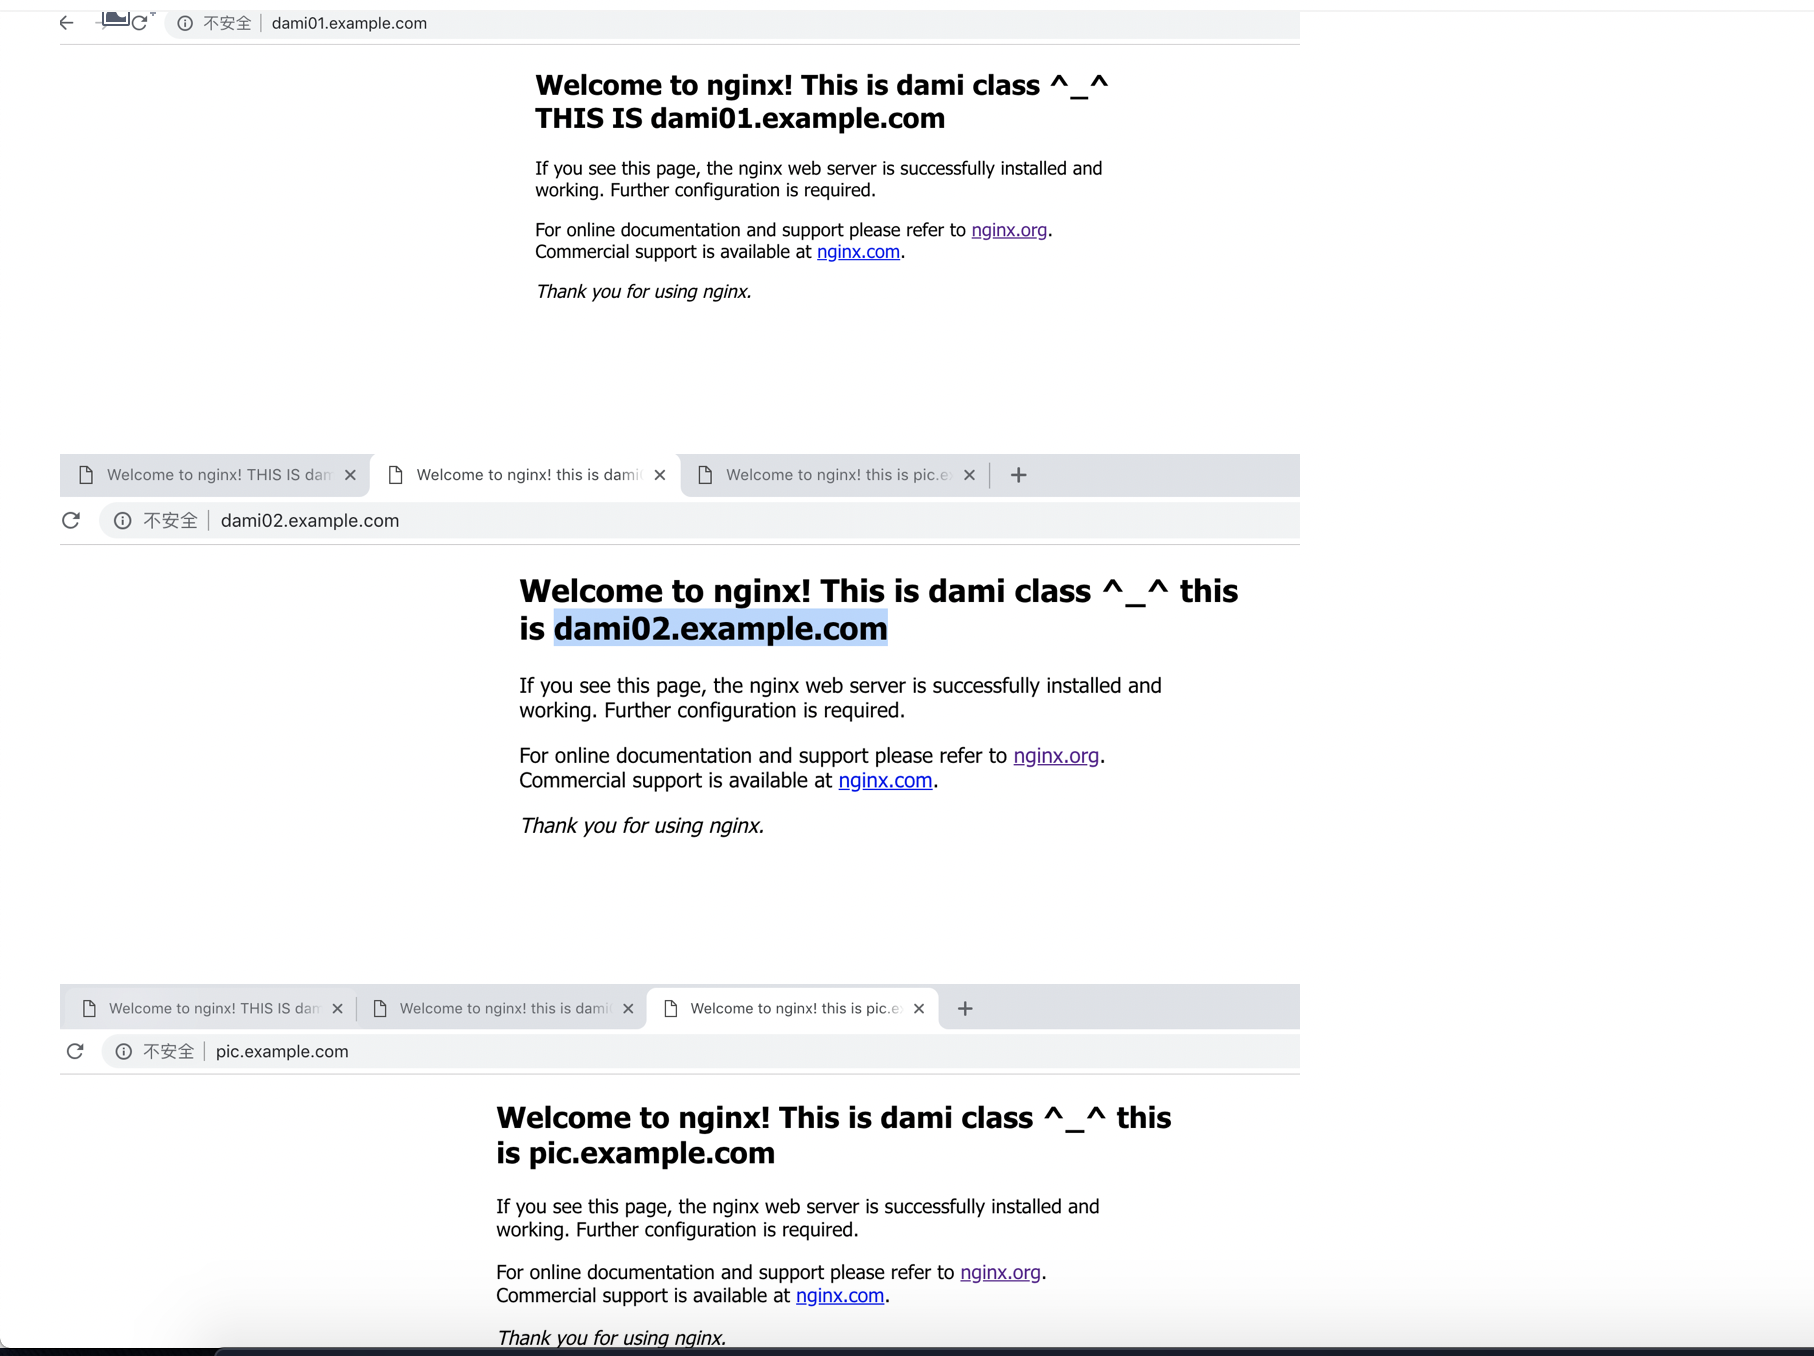 不安全 dami01.example.com
Welcome to nginx! This is dami class ^_^
THIS IS dami01.example.com
If you see this page, the nginx web server is successfully installed and
working. Further configuration is required.
For online documentation and support please refer to nginx.org.
Commercial support is available at nginx.com.
Thank you for using nginx.
Welcome to nginx! THIS IS dam Welcome to nginx! this is dami Welcome to nginx! this is pic.e
不安全 dami02.example.com
Welcome to nginx! This is dami class ^_^ this
is dami02.example.com
If you see this page, the nginx web server is successfully installed and
working. Further configuration is required.
For online documentation and support please refer to nginx.org.
Commercial support is available at nginx.com.
Thank you for using nginx.
Welcome to nginx! THIS IS dam Welcome to nginx! this is dami Welcome to nginx! this is pic.e
不安全 pic.example.com
Welcome to nginx! This is dami class ^_^ this
is pic.example.com
If you see this page, the nginx web server is successfully installed and
working. Further configuration is required.
For online documentation and support please refer to nginx.org.
Commercial support is available at nginx.com.
Thank you for using nginx.